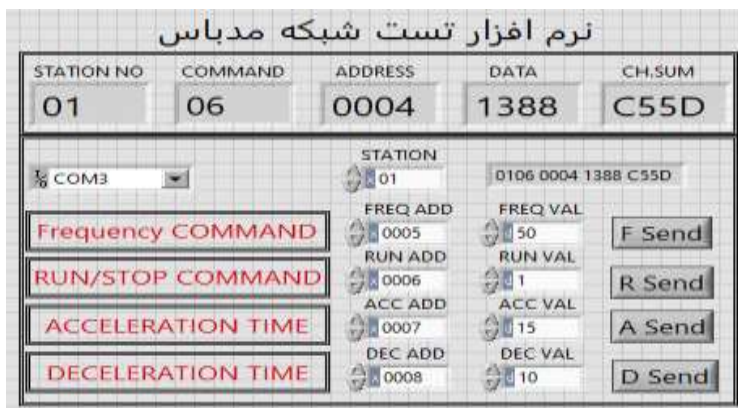 نرم افزار تست شبکه مدباس
STATION NO COMMAND ADDRESS DATA CH.SUM
01 06 0004 1388 C55D
STATION
COM3 x 01 0106 0004 1388 C55D
FREQ ADD FREQ VAL
Frequency COMMAND x 0005 d 50 F Send
RUN ADD RUN VAL
RUN/STOP COMMAND x 0006 d 1 R Send
ACC ADD ACC VAL
ACCELERATION TIME x 0007 d 15 A Send
DEC ADD DEC VAL
DECELERATION TIME x 0008 d 10 D Send